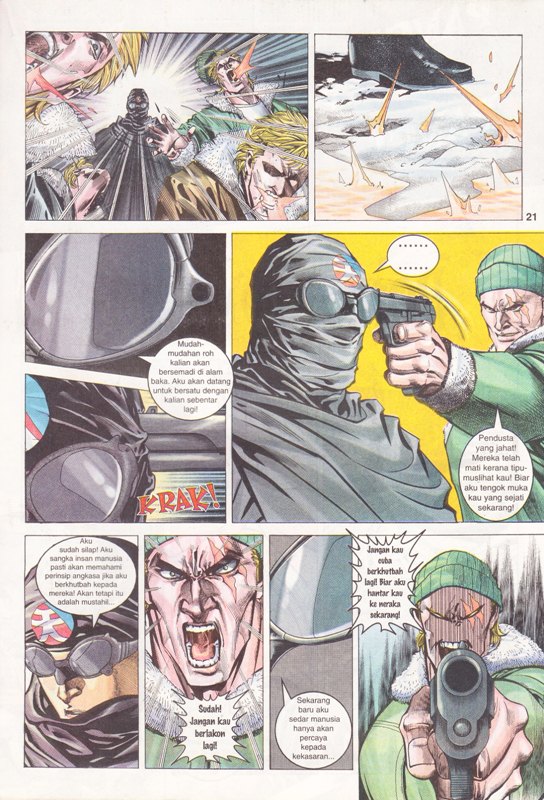 21
Mudah-
mudahan roh
kalian akan
bersemadi di alam
baka. Aku akan datang
untuk bersatu dengan
kalian sebentar
lagi!
......
......
KRAK!
Pendusta
yang jahat!
Mereka telah
mati kerana tipu-
muslihat kau! Biar
aku tengok muka
kau yang sejati
sekarang!
Aku
sudah silap! Aku
sangka insan manusia
pasti akan memahami
perinsip angkasa jika aku
berkhutbah kepada
mereka! Akan tetapi itu
adalah mustahil...
Sudah!
Jangan kau
berlakon
lagi!
Sekarang
baru aku
sedar manusia
hanya akan
percaya
kepada
kekasaran...
Jangan kau
cuba
berkhutbah
lagi! Biar aku
hantar kau
ke neraka
sekarang!